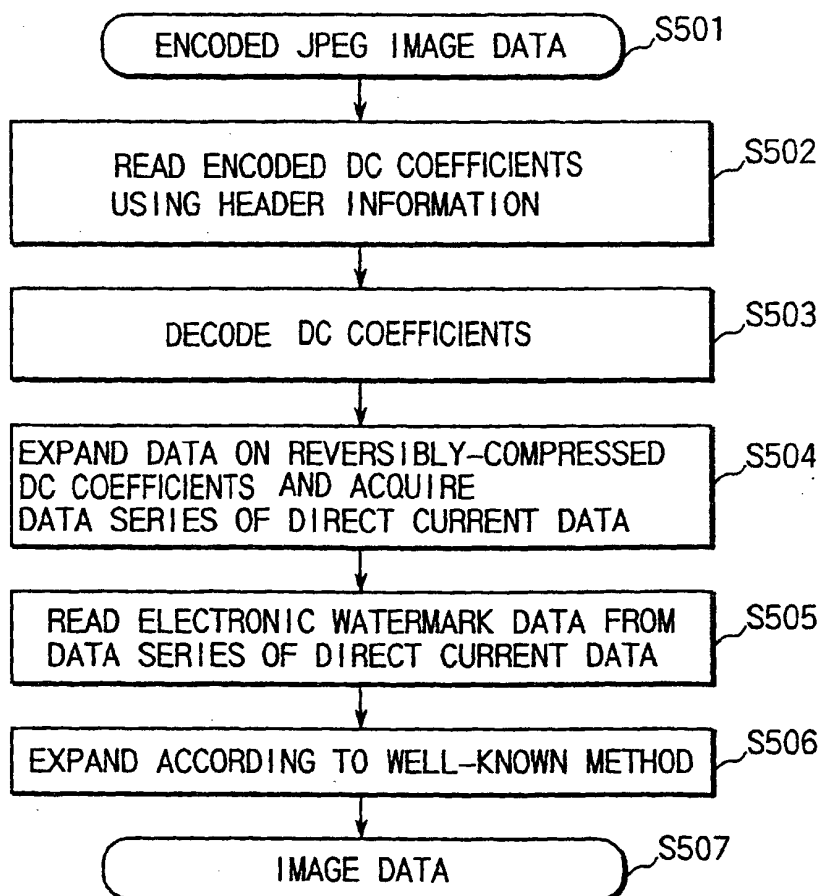 ENCODED JPEG IMAGE DATA
S501
READ ENCODED DC COEFFICIENTS
USING HEADER INFORMATION
S502
DECODE DC COEFFICIENTS
S503
EXPAND DATA ON REVERSIBLY-COMPRESSED
DC COEFFICIENTS AND ACQUIRE
DATA SERIES OF DIRECT CURRENT DATA
S504
READ ELECTRONIC WATERMARK DATA FROM
DATA SERIES OF DIRECT CURRENT DATA
S505
EXPAND ACCORDING TO WELL-KNOWN METHOD
S506
IMAGE DATA
S507